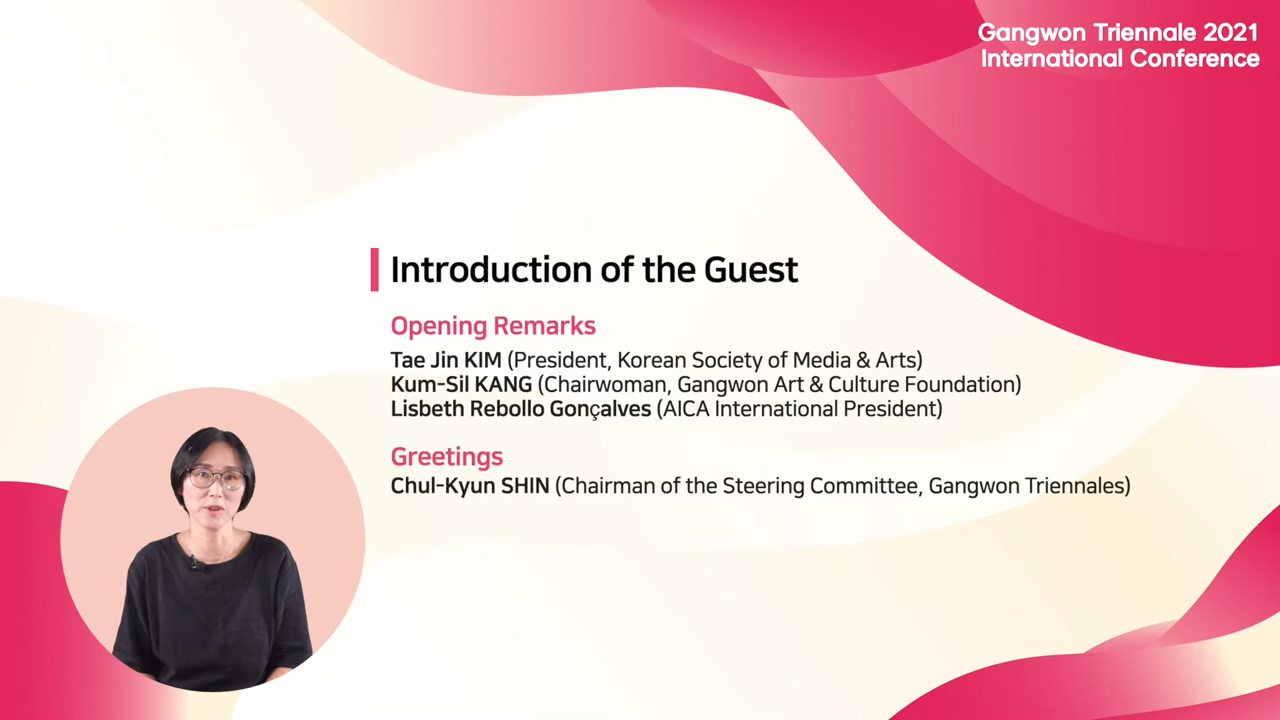 Gangwon Triennale 2021
International Conference
Introduction of the Guest
Opening Remarks
Tae Jin KIM (President, Korean Society of Media & Arts)
Kum-Sil KANG (Chairwoman, Gangwon Art & Culture Foundation)
Lisbeth Rebollo Gonçalves (AICA International President)
Greetings
Chul-Kyun SHIN (Chairman of the Steering Committee, Gangwon Triennales)